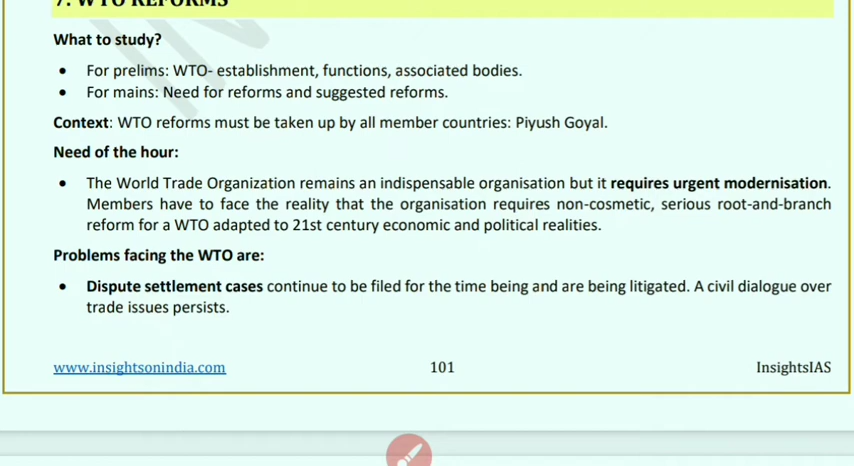 7. WTO REFORMS
What to study?
• For prelims: WTO- establishment, functions, associated bodies.
• For mains: Need for reforms and suggested reforms.
Context: WTO reforms must be taken up by all member countries: Piyush Goyal.
Need of the hour:
• The World Trade Organization remains an indispensable organisation but it requires urgent modernisation.
Members have to face the reality that the organisation requires non-cosmetic, serious root-and-branch
reform for a WTO adapted to 21st century economic and political realities.
Problems facing the WTO are:
• Dispute settlement cases continue to be filed for the time being and are being litigated. A civil dialogue over
trade issues persists.
www.insightsonindia.com 101 InsightsIAS